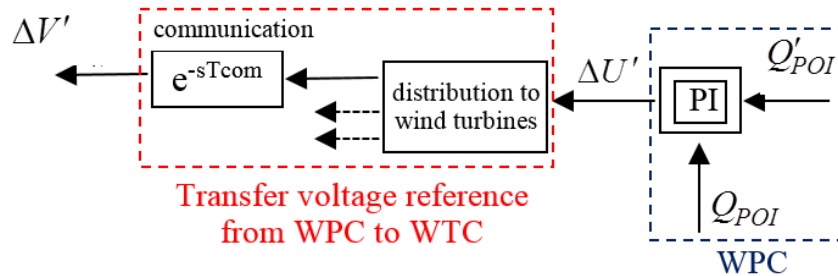 communication
ΔV'
e-sTcom
distribution to
wind turbines
ΔU'
PI
Q'POI
QPOI
Transfer voltage reference
from WPC to WTC
WPC